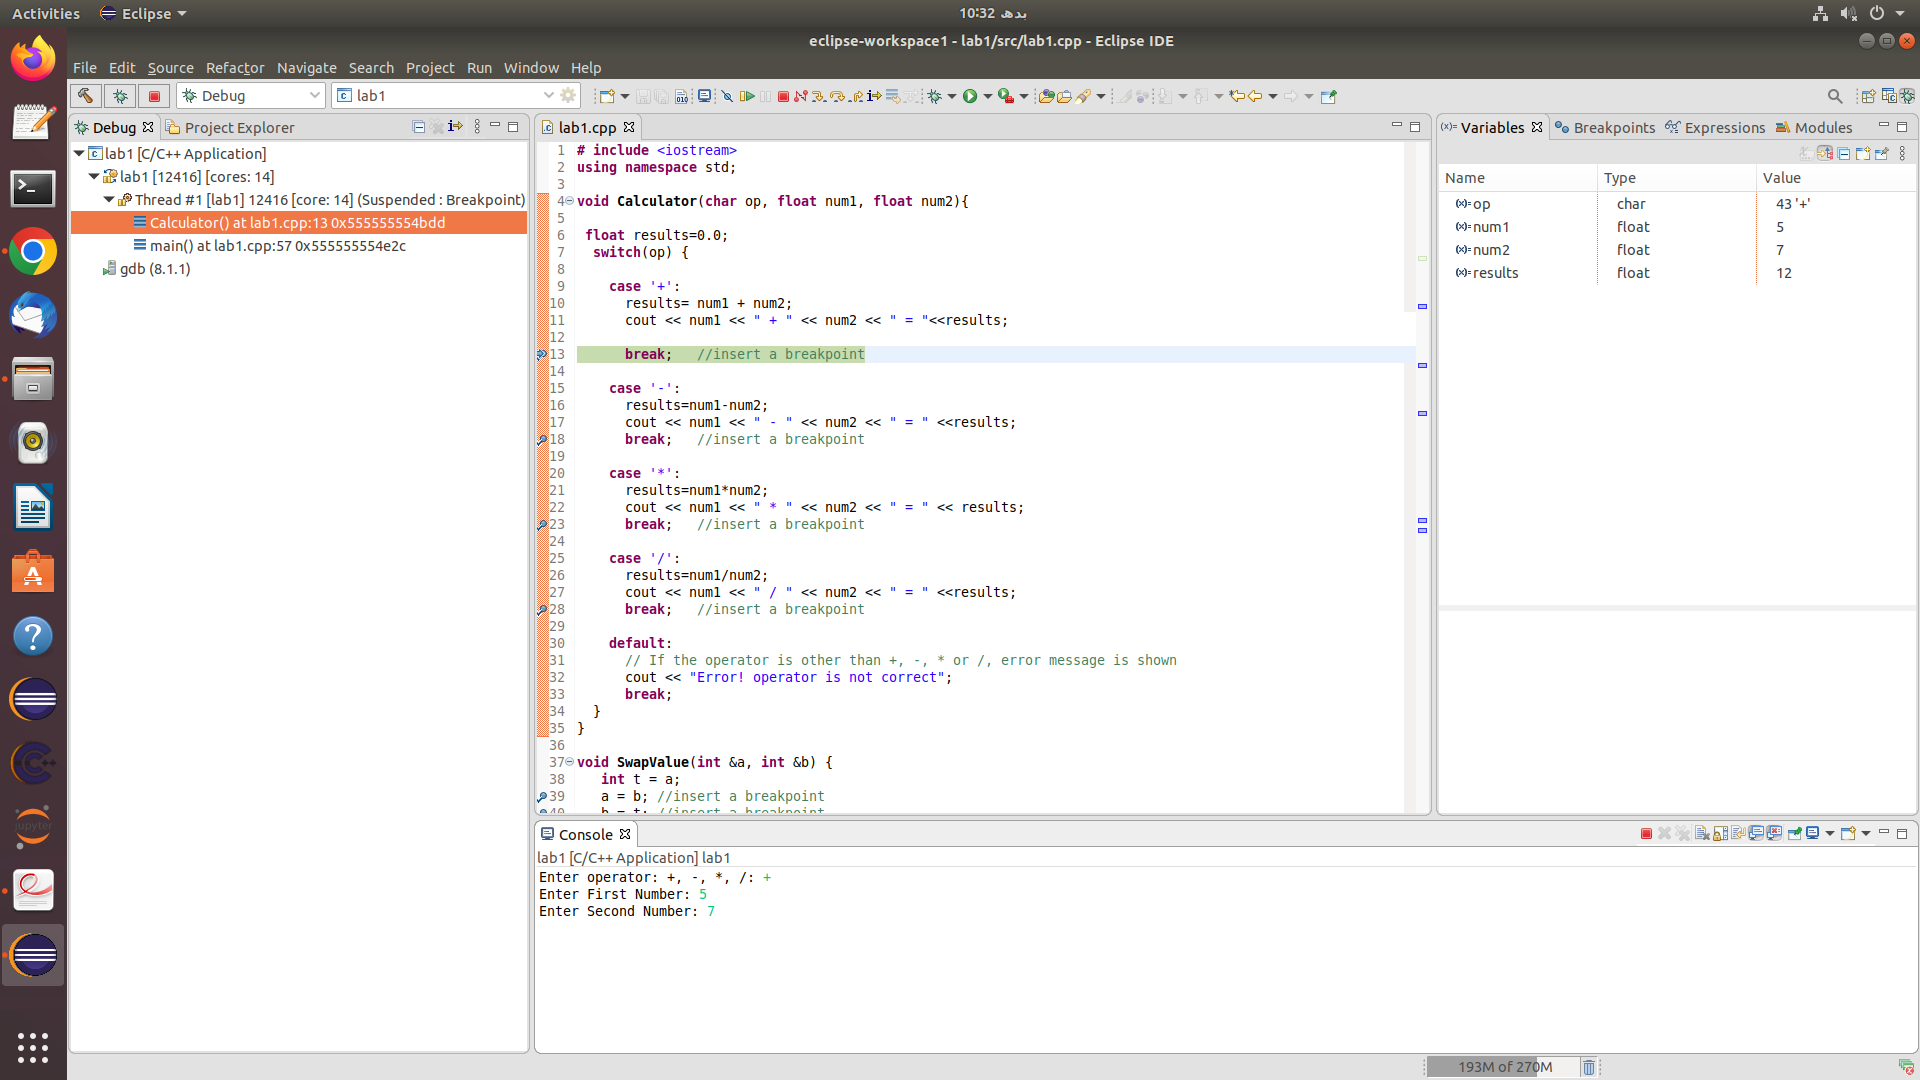 Activities Eclipse بدھ 10:32
eclipse-workspace1 - lab1/src/lab1.cpp - Eclipse IDE
File Edit Source Refactor Navigate Search Project Run Window Help
Debug lab1
Debug Project Explorer
lab1 [C/C++ Application]
lab1 [12416] [cores: 14]
Thread #1 [lab1] 12416 [core: 14] (Suspended : Breakpoint)
Calculator() at lab1.cpp:13 0x555555554bdd
main() at lab1.cpp:57 0x555555554e2c
gdb (8.1.1)
lab1.cpp
1 # include <iostream>
2 using namespace std;
3
4 void Calculator(char op, float num1, float num2){
5
6 float results=0.0;
7 switch(op) {
8
9 case '+':
10 results= num1 + num2;
11 cout << num1 << " + " << num2 << " = "<<results;
12
13 break; //insert a breakpoint
14
15 case '-':
16 results=num1-num2;
17 cout << num1 << " - " << num2 << " = " <<results;
18 break; //insert a breakpoint
19
20 case '*':
21 results=num1*num2;
22 cout << num1 << " * " << num2 << " = " << results;
23 break; //insert a breakpoint
24
25 case '/':
26 results=num1/num2;
27 cout << num1 << " / " << num2 << " = " <<results;
28 break; //insert a breakpoint
29
30 default:
31 // If the operator is other than +, -, * or /, error message is shown
32 cout << "Error! operator is not correct";
33 break;
34 }
35 }
36
37 void SwapValue(int &a, int &b) {
38 int t = a;
39 a = b; //insert a breakpoint
40 b = t; //insert a breakpoint
Variables Breakpoints Expressions Modules
Name Type Value
op char 43 '+'
num1 float 5
num2 float 7
results float 12
Console
lab1 [C/C++ Application] lab1
Enter operator: +, -, *, /: +
Enter First Number: 5
Enter Second Number: 7
193M of 270M